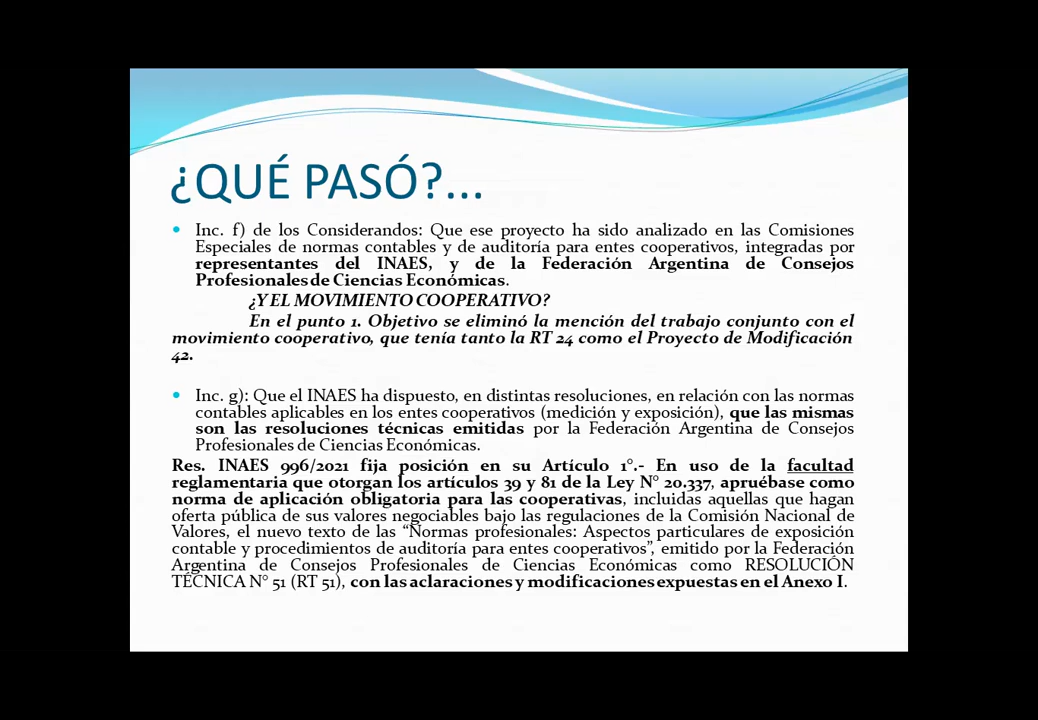 ¿QUÉ PASÓ?...
• Inc. f) de los Considerandos: Que ese proyecto ha sido analizado en las Comisiones
Especiales de normas contables y de auditoría para entes cooperativos, integradas por
representantes del INAES, y de la Federación Argentina de Consejos
Profesionales de Ciencias Económicas.
¿Y EL MOVIMIENTO COOPERATIVO?
En el punto 1. Objetivo se eliminó la mención del trabajo conjunto con el
movimiento cooperativo, que tenía tanto la RT 24 como el Proyecto de Modificación
42.
• Inc. g): Que el INAES ha dispuesto, en distintas resoluciones, en relación con las normas
contables aplicables en los entes cooperativos (medición y exposición), que las mismas
son las resoluciones técnicas emitidas por la Federación Argentina de Consejos
Profesionales de Ciencias Económicas.
Res. INAES 996/2021 fija posición en su Artículo 1°.- En uso de la facultad
reglamentaria que otorgan los artículos 39 y 81 de la Ley N° 20.337, apruébase como
norma de aplicación obligatoria para las cooperativas, incluidas aquellas que hagan
oferta pública de sus valores negociables bajo las regulaciones de la Comisión Nacional de
Valores, el nuevo texto de las “Normas profesionales: Aspectos particulares de exposición
contable y procedimientos de auditoría para entes cooperativos”, emitido por la Federación
Argentina de Consejos Profesionales de Ciencias Económicas como RESOLUCIÓN
TÉCNICA N° 51 (RT 51), con las aclaraciones y modificaciones expuestas en el Anexo I.